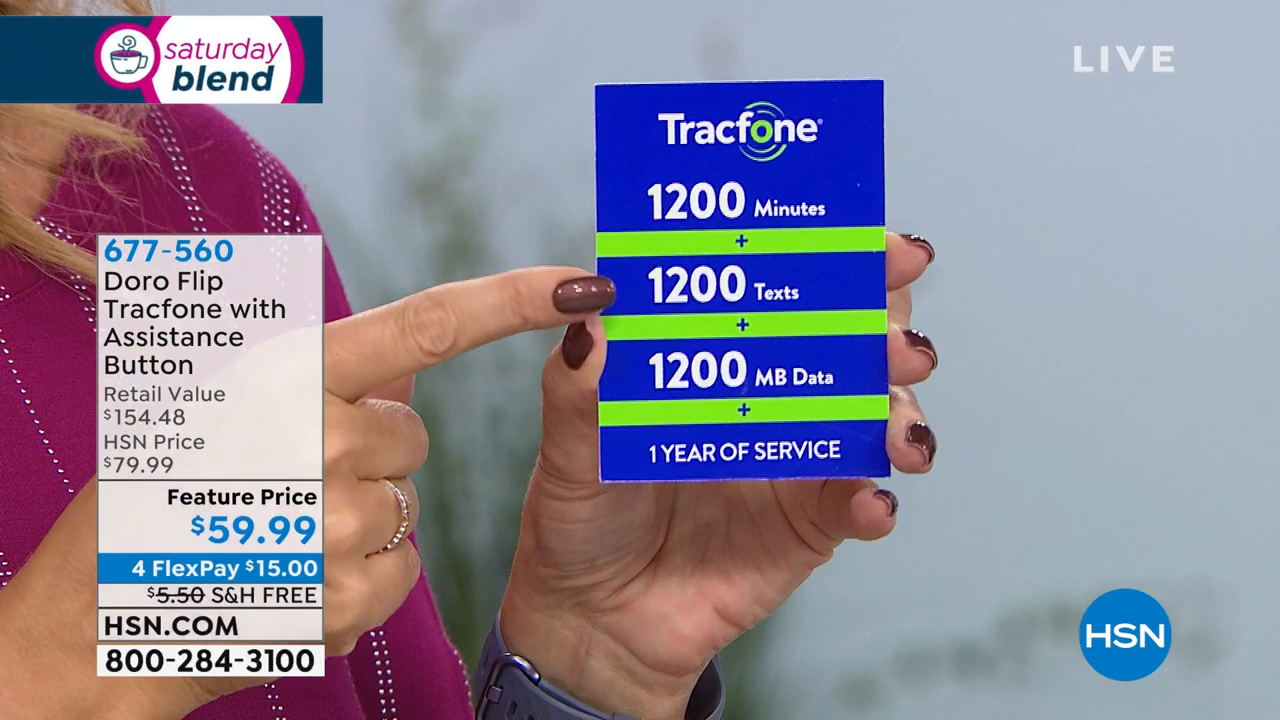 saturday
blend
LIVE
677-560
Doro Flip
Tracfone with
Assistance
Button
Retail Value
$154.48
HSN Price
$79.99
Feature Price
$59.99
4 FlexPay $15.00
$5.50 S&H FREE
HSN.COM
800-284-3100
Tracfone®
1200 Minutes
+
1200 Texts
+
1200 MB Data
+
1 YEAR OF SERVICE
HSN